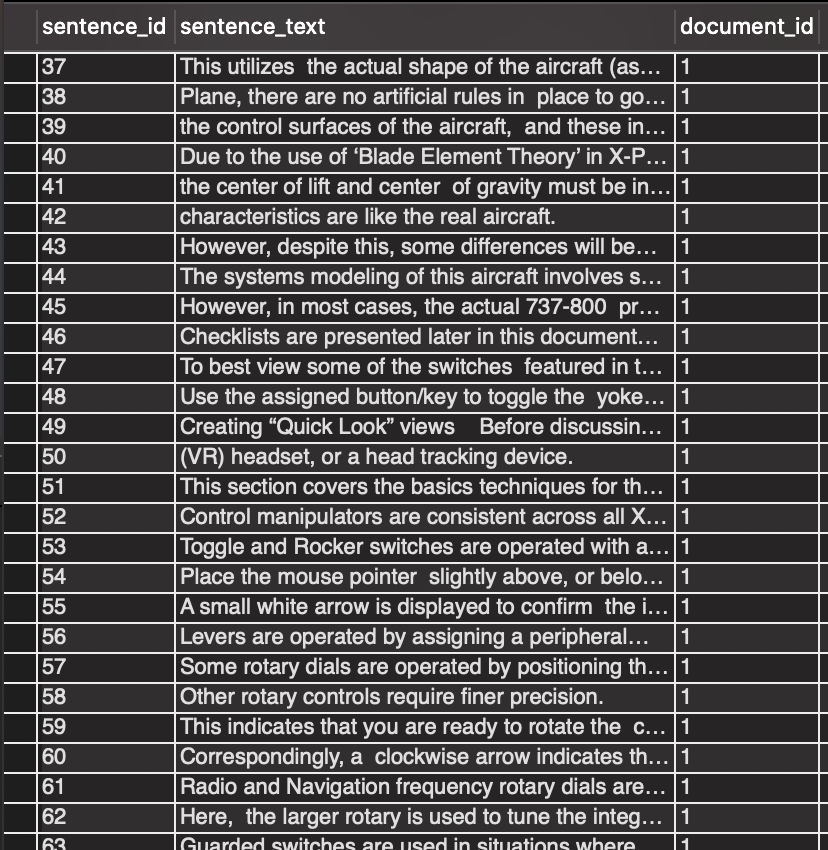 sentence_id sentence_text document_id
37 This utilizes  the actual shape of the aircraft (as... 1
38 Plane, there are no artificial rules in  place to go... 1
39 the control surfaces of the aircraft,  and these in... 1
40 Due to the use of ‘Blade Element Theory’ in X-P... 1
41 the center of lift and center  of gravity must be in... 1
42 characteristics are like the real aircraft. 1
43 However, despite this, some differences will be... 1
44 The systems modeling of this aircraft involves s... 1
45 However, in most cases, the actual 737-800  pr... 1
46 Checklists are presented later in this document... 1
47 To best view some of the switches  featured in t... 1
48 Use the assigned button/key to toggle the  yoke... 1
49 Creating “Quick Look” views    Before discussin... 1
50 (VR) headset, or a head tracking device. 1
51 This section covers the basics techniques for th... 1
52 Control manipulators are consistent across all X... 1
53 Toggle and Rocker switches are operated with a... 1
54 Place the mouse pointer  slightly above, or belo... 1
55 A small white arrow is displayed to confirm  the i... 1
56 Levers are operated by assigning a peripheral... 1
57 Some rotary dials are operated by positioning th... 1
58 Other rotary controls require finer precision. 1
59 This indicates that you are ready to rotate the  c... 1
60 Correspondingly, a  clockwise arrow indicates th... 1
61 Radio and Navigation frequency rotary dials are... 1
62 Here,  the larger rotary is used to tune the integ... 1
63 Guarded switches are used in situations where... 1